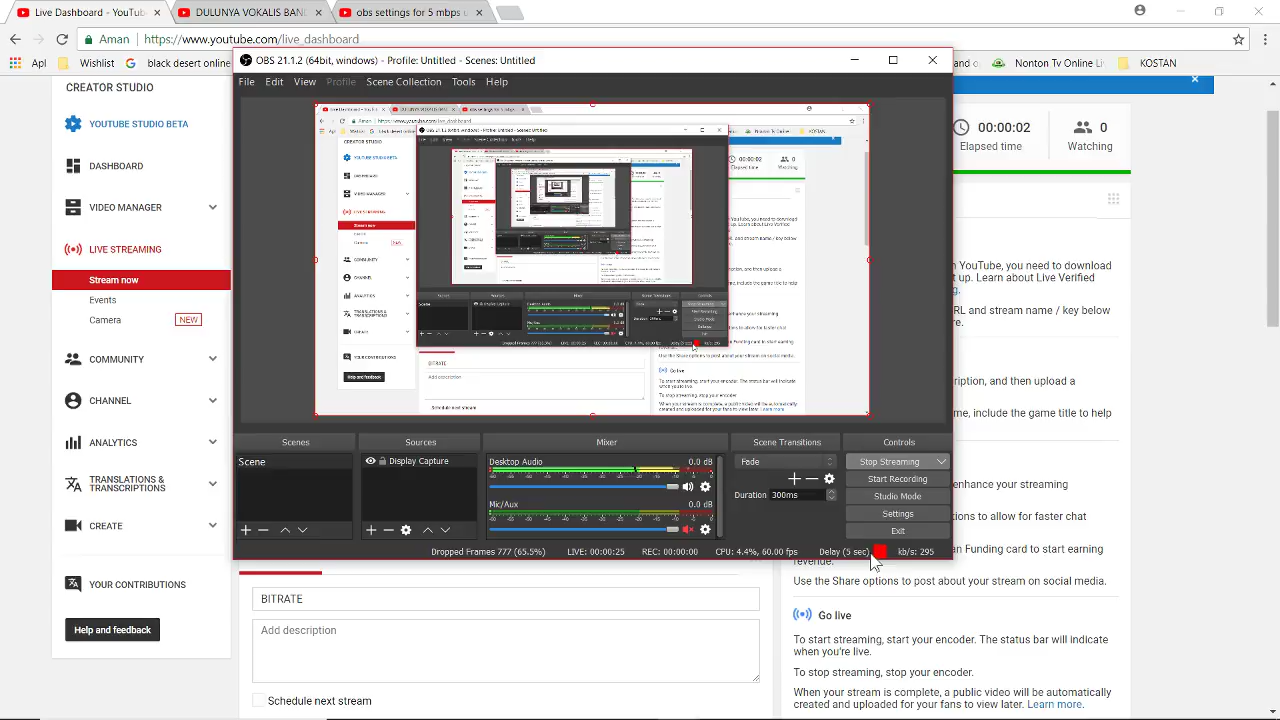 Live Dashboard - YouTu
DULUNYA VOKALIS BAN
obs settings for 5 mbps u
Aman
https://www.youtube.com/live_dashboard
Apl
Wishlist
black desert online
Nonton Tv Online Li
KOSTAN
CREATOR STUDIO
YOUTUBE STUDIO BETA
DASHBOARD
VIDEO MANAGER
LIVE STREAMING
Stream now
Events
Camera
NEW
COMMUNITY
CHANNEL
ANALYTICS
TRANSLATIONS &
TRANSCRIPTIONS
CREATE
YOUR CONTRIBUTIONS
Help and feedback
OBS 21.1.2 (64bit, windows) - Profile: Untitled - Scenes: Untitled
File Edit View Profile Scene Collection Tools Help
Scenes
Scene
Sources
Display Capture
Mixer
Desktop Audio 0.0 dB
Mic/Aux 0.0 dB
Scene Transitions
Fade
Duration 300ms
Controls
Stop Streaming
Start Recording
Studio Mode
Settings
Exit
Dropped Frames 777 (65.5%) LIVE: 00:00:25 REC: 00:00:00 CPU: 4.4%, 60.00 fps Delay (5 sec) kb/s: 295
BITRATE
Add description
Schedule next stream
00:00:02
Elapsed time
0
Watching
YouTube, you need to download
up. Learn about Live Verified
URL and stream name / key below
ription, and then upload a
, include the game title to help
enhance your streaming
tions to allow for faster chat
an Funding card to start earning
revenue.
Use the Share options to post about your stream on social media.
Go live
To start streaming, start your encoder. The status bar will indicate
when you're live.
To stop streaming, stop your encoder.
When your stream is complete, a public video will be automatically
created and uploaded for your fans to view later. Learn more.